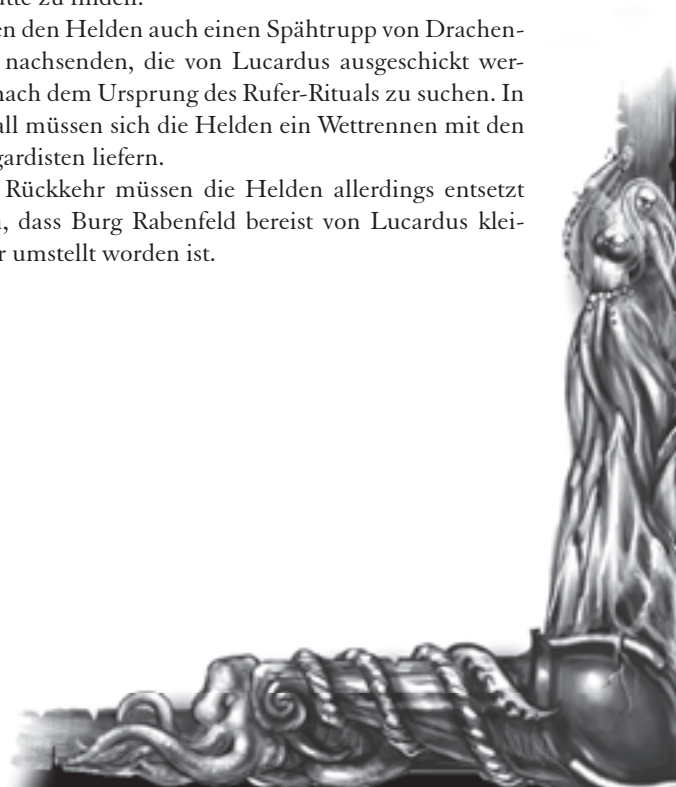 zu finden.
den Helden auch einen Spähtrupp von Drachen-
nachsenden, die von Lucardus ausgeschickt wer-
nach dem Ursprung des Rufer-Rituals zu suchen. In
müssen sich die Helden ein Wettrennen mit den
gardisten liefern.
Rückkehr müssen die Helden allerdings entsetzt
dass Burg Rabenfeld bereist von Lucardus klei-
umstellt worden ist.